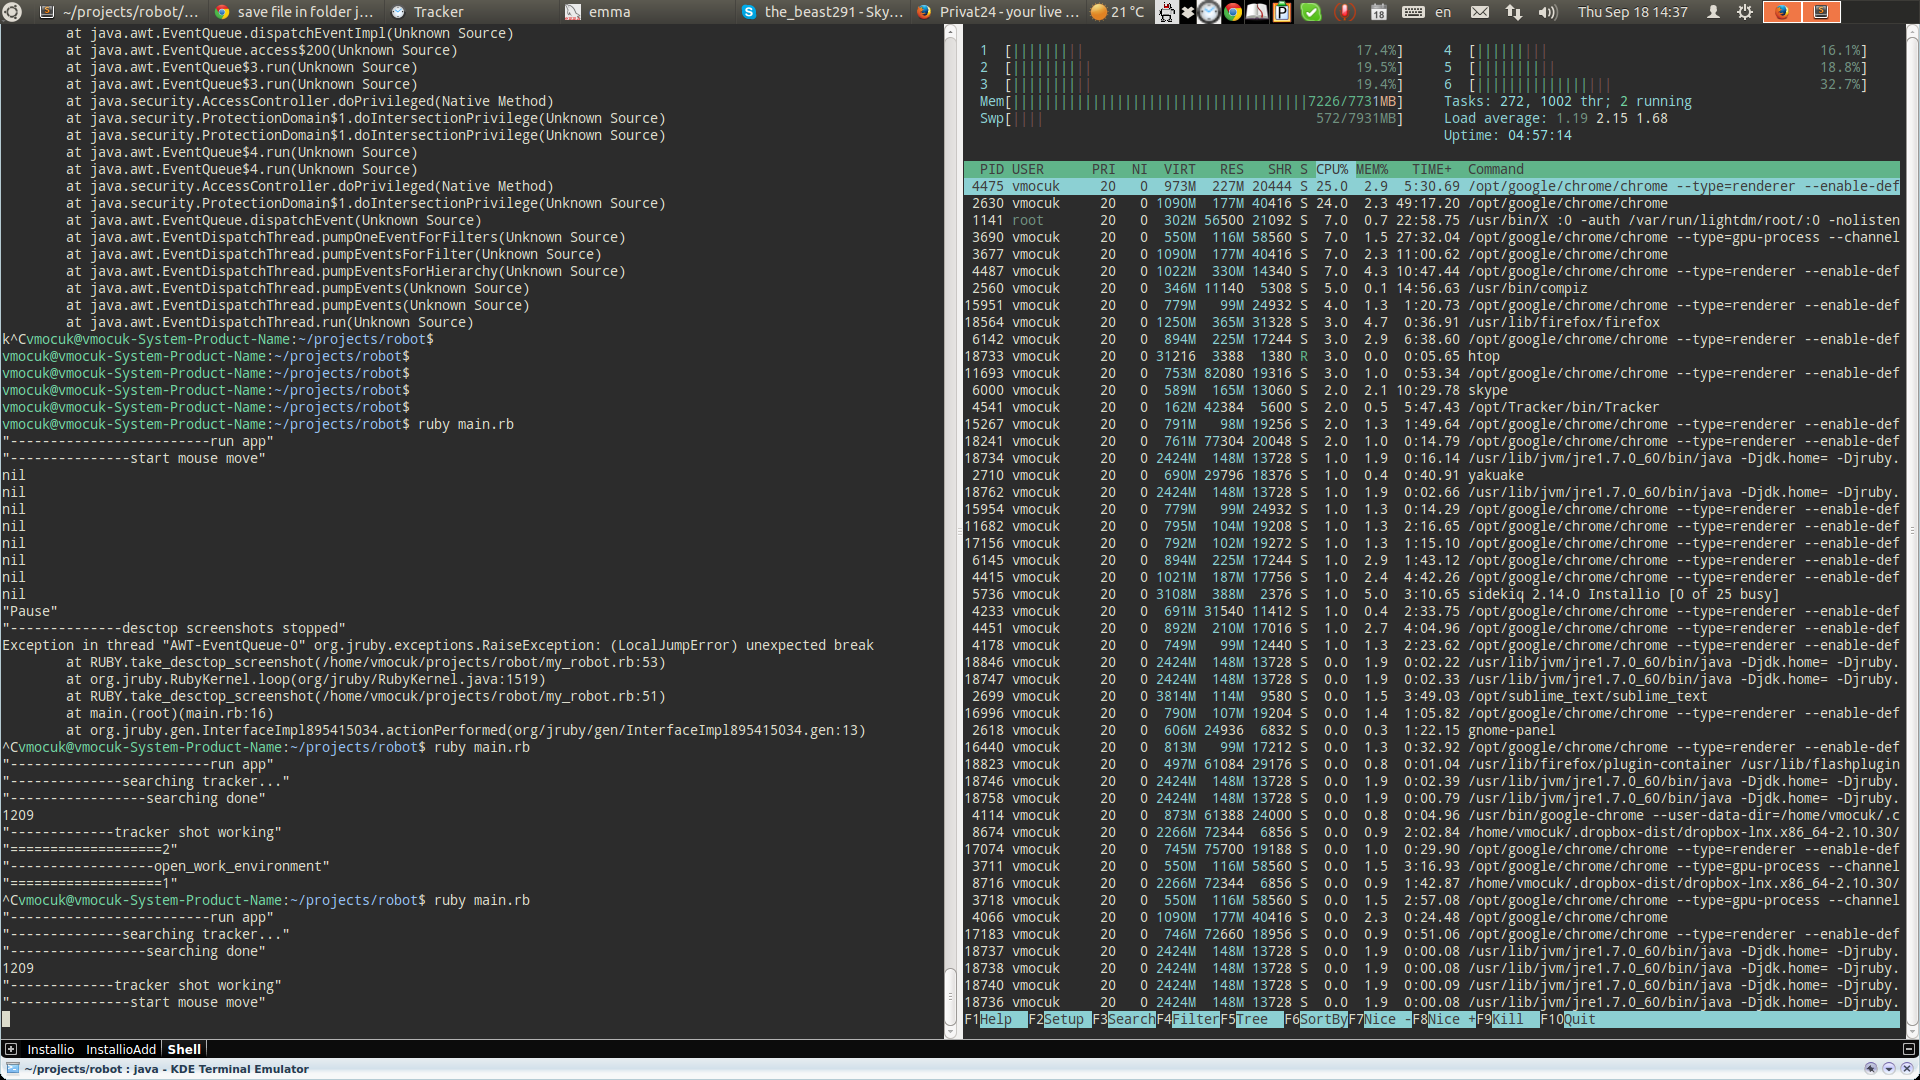 ~/projects/robot/... save file in folder j... Tracker emma the_beast291 - Sky... Privat24 - your live ... 21 °C 18 en Thu Sep 18 14:37
at java.awt.EventQueue.dispatchEventImpl(Unknown Source)
at java.awt.EventQueue.access$200(Unknown Source)
at java.awt.EventQueue$3.run(Unknown Source)
at java.awt.EventQueue$3.run(Unknown Source)
at java.security.AccessController.doPrivileged(Native Method)
at java.security.ProtectionDomain$1.doIntersectionPrivilege(Unknown Source)
at java.security.ProtectionDomain$1.doIntersectionPrivilege(Unknown Source)
at java.awt.EventQueue$4.run(Unknown Source)
at java.awt.EventQueue$4.run(Unknown Source)
at java.security.AccessController.doPrivileged(Native Method)
at java.security.ProtectionDomain$1.doIntersectionPrivilege(Unknown Source)
at java.awt.EventQueue.dispatchEvent(Unknown Source)
at java.awt.EventDispatchThread.pumpOneEventForFilters(Unknown Source)
at java.awt.EventDispatchThread.pumpEventsForFilter(Unknown Source)
at java.awt.EventDispatchThread.pumpEventsForHierarchy(Unknown Source)
at java.awt.EventDispatchThread.pumpEvents(Unknown Source)
at java.awt.EventDispatchThread.pumpEvents(Unknown Source)
at java.awt.EventDispatchThread.run(Unknown Source)
k^Cvmocuk@vmocuk-System-Product-Name:~/projects/robot$
vmocuk@vmocuk-System-Product-Name:~/projects/robot$
vmocuk@vmocuk-System-Product-Name:~/projects/robot$
vmocuk@vmocuk-System-Product-Name:~/projects/robot$
vmocuk@vmocuk-System-Product-Name:~/projects/robot$
vmocuk@vmocuk-System-Product-Name:~/projects/robot$ ruby main.rb
"-------------------------run app"
"---------------start mouse move"
nil
nil
nil
nil
nil
nil
nil
nil
"Pause"
"--------------desctop screenshots stopped"
Exception in thread "AWT-EventQueue-0" org.jruby.exceptions.RaiseException: (LocalJumpError) unexpected break
at RUBY.take_desctop_screenshot(/home/vmocuk/projects/robot/my_robot.rb:53)
at org.jruby.RubyKernel.loop(org/jruby/RubyKernel.java:1519)
at RUBY.take_desctop_screenshot(/home/vmocuk/projects/robot/my_robot.rb:51)
at main.(root)(main.rb:16)
at org.jruby.gen.InterfaceImpl895415034.actionPerformed(org/jruby/gen/InterfaceImpl895415034.gen:13)
^Cvmocuk@vmocuk-System-Product-Name:~/projects/robot$ ruby main.rb
"-------------------------run app"
"--------------searching tracker..."
"-----------------searching done"
1209
"-------------tracker shot working"
"===================2"
"------------------open_work_environment"
"===================1"
^Cvmocuk@vmocuk-System-Product-Name:~/projects/robot$ ruby main.rb
"-------------------------run app"
"--------------searching tracker..."
"-----------------searching done"
1209
"-------------tracker shot working"
"---------------start mouse move"
1 [||||||||| 17.4%] 4 [||||||||| 16.1%]
2 [|||||||||| 19.5%] 5 [|||||||||| 18.8%]
3 [|||||||||| 19.4%] 6 [||||||||||||||||| 32.7%]
Mem[|||||||||||||||||||||||||||||||||||||7226/7731MB] Tasks: 272, 1002 thr; 2 running
Swp[|||| 572/7931MB] Load average: 1.19 2.15 1.68
Uptime: 04:57:14
PID USER PRI NI VIRT RES SHR S CPU% MEM% TIME+ Command
4475 vmocuk 20 0 973M 227M 20444 S 25.0 2.9 5:30.69 /opt/google/chrome/chrome --type=renderer --enable-def
2630 vmocuk 20 0 1090M 177M 40416 S 24.0 2.3 49:17.20 /opt/google/chrome/chrome
1141 root 20 0 302M 56500 21092 S 7.0 0.7 22:58.75 /usr/bin/X :0 -auth /var/run/lightdm/root/:0 -nolisten
3690 vmocuk 20 0 550M 116M 58560 S 7.0 1.5 27:32.04 /opt/google/chrome/chrome --type=gpu-process --channel
3677 vmocuk 20 0 1090M 177M 40416 S 7.0 2.3 11:00.62 /opt/google/chrome/chrome
4487 vmocuk 20 0 1022M 330M 14340 S 7.0 4.3 10:47.44 /opt/google/chrome/chrome --type=renderer --enable-def
2560 vmocuk 20 0 346M 11140 5308 S 5.0 0.1 14:56.63 /usr/bin/compiz
15951 vmocuk 20 0 779M 99M 24932 S 4.0 1.3 1:20.73 /opt/google/chrome/chrome --type=renderer --enable-def
18564 vmocuk 20 0 1250M 365M 31328 S 3.0 4.7 0:36.91 /usr/lib/firefox/firefox
6142 vmocuk 20 0 894M 225M 17244 S 3.0 2.9 6:38.60 /opt/google/chrome/chrome --type=renderer --enable-def
18733 vmocuk 20 0 31216 3388 1380 R 3.0 0.0 0:05.65 htop
11693 vmocuk 20 0 753M 82080 19316 S 3.0 1.0 0:53.34 /opt/google/chrome/chrome --type=renderer --enable-def
6000 vmocuk 20 0 589M 165M 13060 S 2.0 2.1 10:29.78 skype
4541 vmocuk 20 0 162M 42384 5600 S 2.0 0.5 5:47.43 /opt/Tracker/bin/Tracker
15267 vmocuk 20 0 791M 98M 19256 S 2.0 1.3 1:49.64 /opt/google/chrome/chrome --type=renderer --enable-def
18241 vmocuk 20 0 761M 77304 20048 S 2.0 1.0 0:14.79 /opt/google/chrome/chrome --type=renderer --enable-def
18734 vmocuk 20 0 2424M 148M 13728 S 2.0 1.9 0:16.14 /usr/lib/jvm/jre1.7.0_60/bin/java -Djdk.home= -Djruby.
2710 vmocuk 20 0 690M 29796 18376 S 1.0 0.4 0:40.91 yakuake
18762 vmocuk 20 0 2424M 148M 13728 S 1.0 1.9 0:02.66 /usr/lib/jvm/jre1.7.0_60/bin/java -Djdk.home= -Djruby.
15954 vmocuk 20 0 779M 99M 24932 S 1.0 1.3 0:14.29 /opt/google/chrome/chrome --type=renderer --enable-def
11682 vmocuk 20 0 795M 104M 19208 S 1.0 1.3 2:16.65 /opt/google/chrome/chrome --type=renderer --enable-def
17156 vmocuk 20 0 792M 102M 19272 S 1.0 1.3 1:15.10 /opt/google/chrome/chrome --type=renderer --enable-def
6145 vmocuk 20 0 894M 225M 17244 S 1.0 2.9 1:43.12 /opt/google/chrome/chrome --type=renderer --enable-def
4415 vmocuk 20 0 1021M 187M 17756 S 1.0 2.4 4:42.26 /opt/google/chrome/chrome --type=renderer --enable-def
5736 vmocuk 20 0 3108M 388M 2376 S 1.0 5.0 3:10.65 sidekiq 2.14.0 Installio [0 of 25 busy]
4233 vmocuk 20 0 691M 31540 11412 S 1.0 0.4 2:33.75 /opt/google/chrome/chrome --type=renderer --enable-def
4451 vmocuk 20 0 892M 210M 17016 S 1.0 2.7 4:04.96 /opt/google/chrome/chrome --type=renderer --enable-def
4178 vmocuk 20 0 749M 99M 12440 S 1.0 1.3 2:23.62 /opt/google/chrome/chrome --type=renderer --enable-def
18846 vmocuk 20 0 2424M 148M 13728 S 0.0 1.9 0:02.22 /usr/lib/jvm/jre1.7.0_60/bin/java -Djdk.home= -Djruby.
18747 vmocuk 20 0 2424M 148M 13728 S 0.0 1.9 0:02.33 /usr/lib/jvm/jre1.7.0_60/bin/java -Djdk.home= -Djruby.
2699 vmocuk 20 0 3814M 114M 9580 S 0.0 1.5 3:49.03 /opt/sublime_text/sublime_text
16996 vmocuk 20 0 790M 107M 19204 S 0.0 1.4 1:05.82 /opt/google/chrome/chrome --type=renderer --enable-def
2618 vmocuk 20 0 606M 24936 6832 S 0.0 0.3 1:22.15 gnome-panel
16440 vmocuk 20 0 813M 99M 17212 S 0.0 1.3 0:32.92 /opt/google/chrome/chrome --type=renderer --enable-def
18823 vmocuk 20 0 497M 61084 29176 S 0.0 0.8 0:01.04 /usr/lib/firefox/plugin-container /usr/lib/flashplugin
18746 vmocuk 20 0 2424M 148M 13728 S 0.0 1.9 0:02.39 /usr/lib/jvm/jre1.7.0_60/bin/java -Djdk.home= -Djruby.
18758 vmocuk 20 0 2424M 148M 13728 S 0.0 1.9 0:00.79 /usr/lib/jvm/jre1.7.0_60/bin/java -Djdk.home= -Djruby.
4114 vmocuk 20 0 873M 61388 24000 S 0.0 0.8 0:04.96 /usr/bin/google-chrome --user-data-dir=/home/vmocuk/.c
8674 vmocuk 20 0 2266M 72344 6856 S 0.0 0.9 2:02.84 /home/vmocuk/.dropbox-dist/dropbox-lnx.x86_64-2.10.30/
17074 vmocuk 20 0 745M 75700 19188 S 0.0 1.0 0:29.90 /opt/google/chrome/chrome --type=renderer --enable-def
3711 vmocuk 20 0 550M 116M 58560 S 0.0 1.5 3:16.93 /opt/google/chrome/chrome --type=gpu-process --channel
8716 vmocuk 20 0 2266M 72344 6856 S 0.0 0.9 1:42.87 /home/vmocuk/.dropbox-dist/dropbox-lnx.x86_64-2.10.30/
3718 vmocuk 20 0 550M 116M 58560 S 0.0 1.5 2:57.08 /opt/google/chrome/chrome --type=gpu-process --channel
4066 vmocuk 20 0 1090M 177M 40416 S 0.0 2.3 0:24.48 /opt/google/chrome/chrome
17183 vmocuk 20 0 746M 72660 18956 S 0.0 0.9 0:51.06 /opt/google/chrome/chrome --type=renderer --enable-def
18737 vmocuk 20 0 2424M 148M 13728 S 0.0 1.9 0:00.08 /usr/lib/jvm/jre1.7.0_60/bin/java -Djdk.home= -Djruby.
18738 vmocuk 20 0 2424M 148M 13728 S 0.0 1.9 0:00.08 /usr/lib/jvm/jre1.7.0_60/bin/java -Djdk.home= -Djruby.
18740 vmocuk 20 0 2424M 148M 13728 S 0.0 1.9 0:00.09 /usr/lib/jvm/jre1.7.0_60/bin/java -Djdk.home= -Djruby.
18736 vmocuk 20 0 2424M 148M 13728 S 0.0 1.9 0:00.08 /usr/lib/jvm/jre1.7.0_60/bin/java -Djdk.home= -Djruby.
F1Help F2Setup F3SearchF4FilterF5Tree F6SortByF7Nice -F8Nice +F9Kill F10Quit
Installio InstallioAdd Shell
~/projects/robot : java - KDE Terminal Emulator